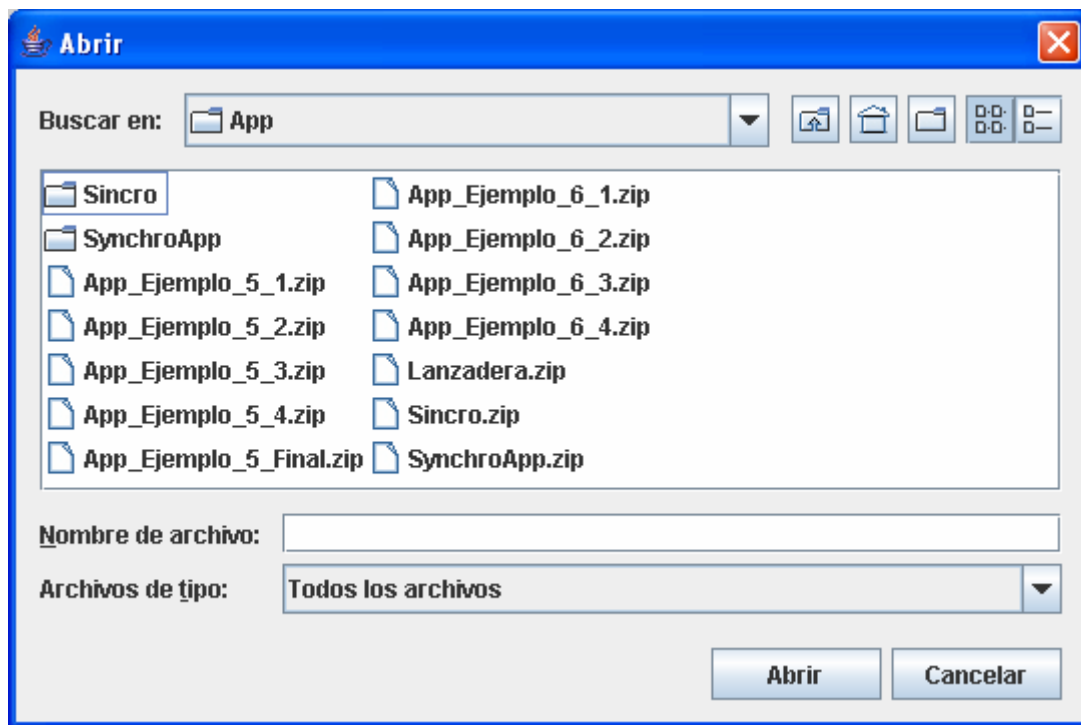 Abrir
Buscar en: App
Sincro
SynchroApp
App_Ejemplo_5_1.zip
App_Ejemplo_5_2.zip
App_Ejemplo_5_3.zip
App_Ejemplo_5_4.zip
App_Ejemplo_5_Final.zip
App_Ejemplo_6_1.zip
App_Ejemplo_6_2.zip
App_Ejemplo_6_3.zip
App_Ejemplo_6_4.zip
Lanzadera.zip
Sincro.zip
SynchroApp.zip
Nombre de archivo:
Archivos de tipo: Todos los archivos
Abrir Cancelar